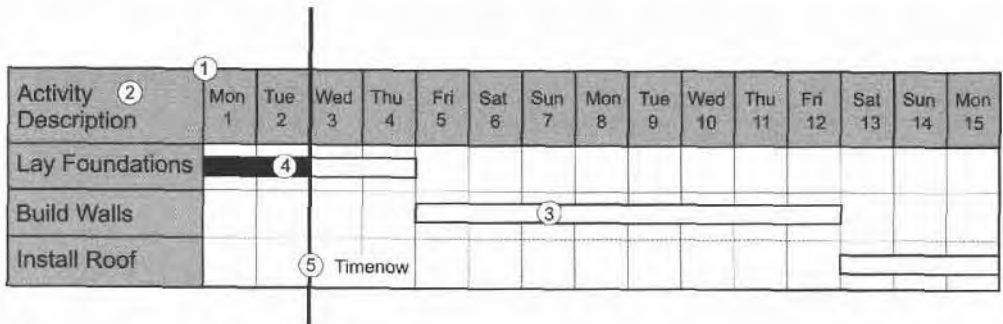 1
Activity 2
Description
Mon 1
Tue 2
Wed 3
Thu 4
Fri 5
Sat 6
Sun 7
Mon 8
Tue 9
Wed 10
Thu 11
Fri 12
Sat 13
Sun 14
Mon 15
Lay Foundations
4
Build Walls
3
Install Roof
5 Timenow